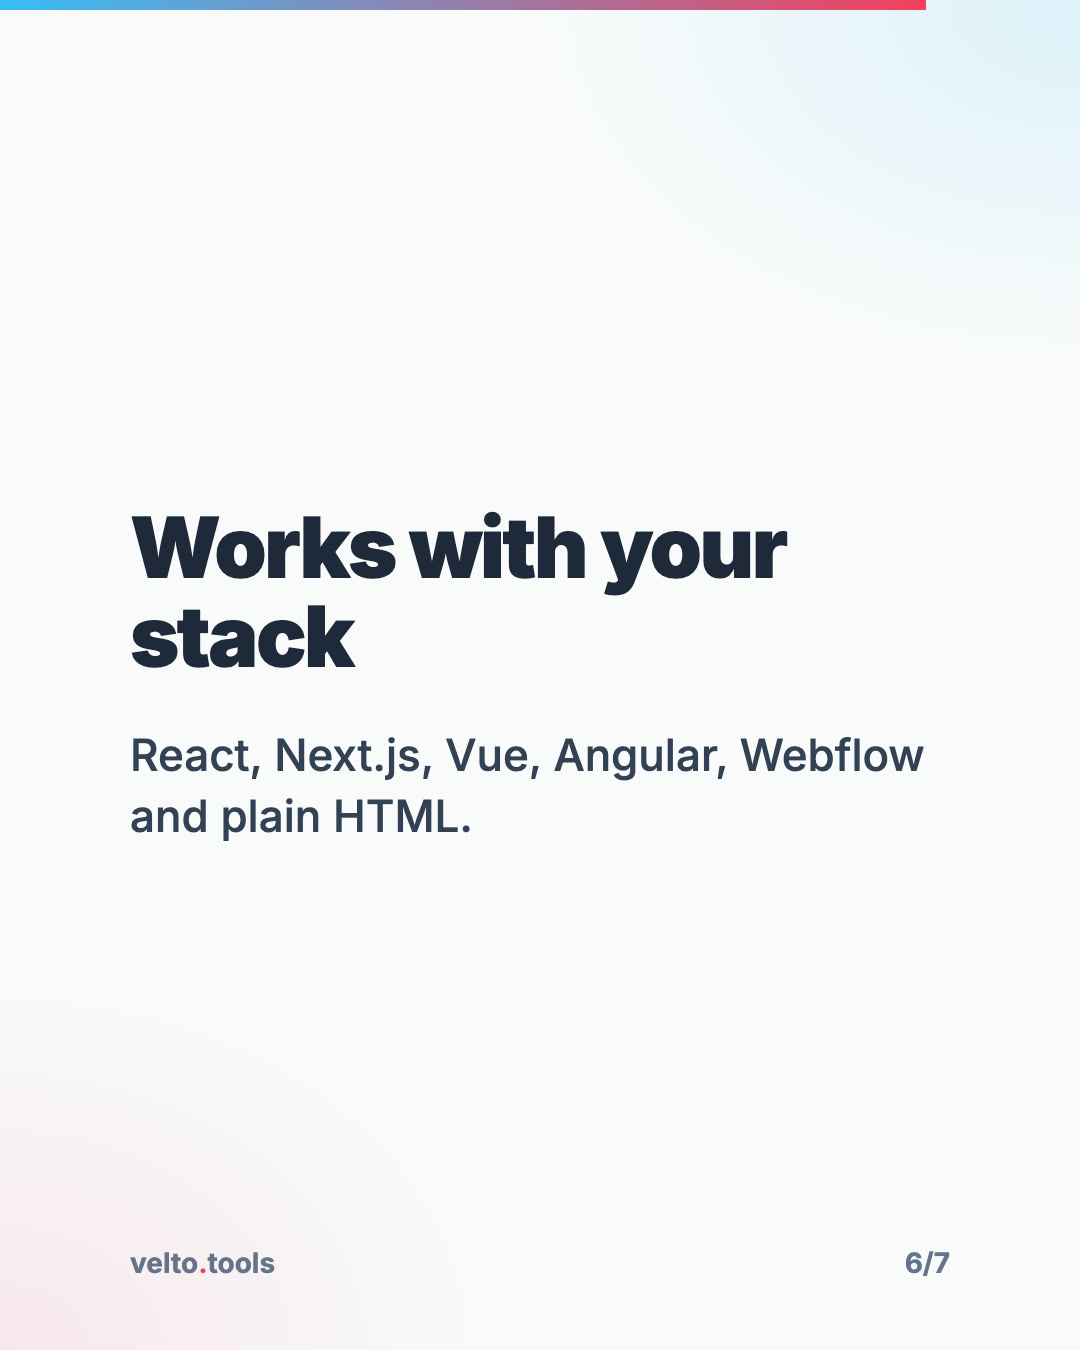 Works with your
stack
React, Next.js, Vue, Angular, Webflow
and plain HTML.
velto.tools
6/7